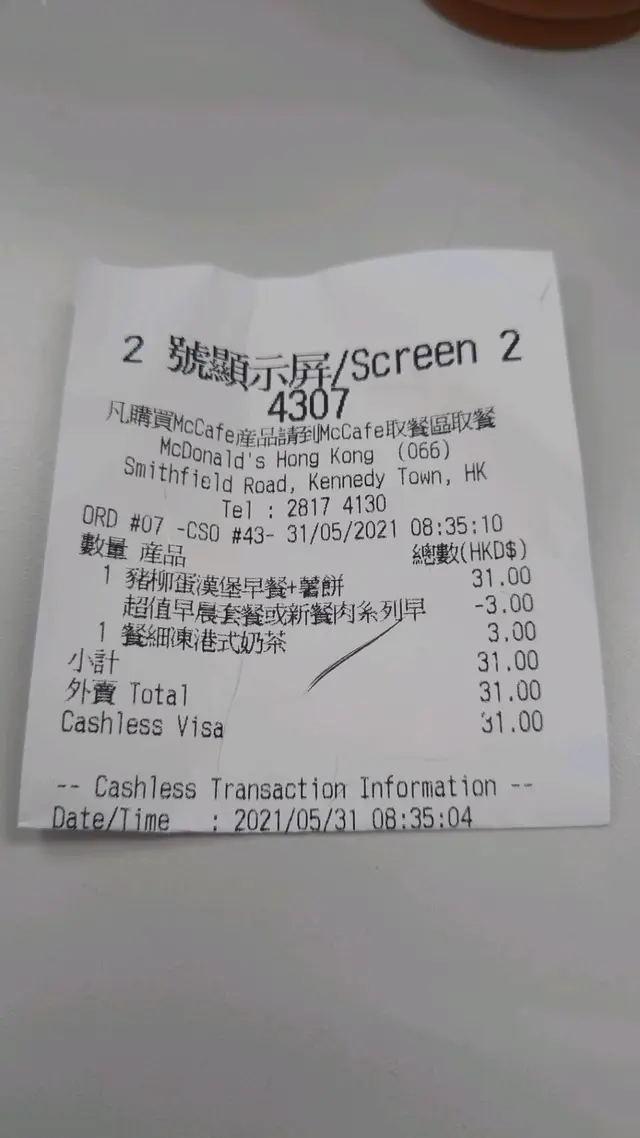 2 號顯示屏/Screen 2
4307
凡購買McCafe產品請到McCafe取餐區取餐
McDonald's Hong Kong (066)
Smithfield Road, Kennedy Town, HK
Tel : 2817 4130
ORD #07 -CSO #43- 31/05/2021 08:35:10
數量 產品 總數(HKD$)
1 豬柳蛋漢堡早餐+薯餅 31.00
超值早晨套餐或新餐肉系列早 -3.00
1 餐細凍港式奶茶 3.00
小計 31.00
外賣 Total 31.00
Cashless Visa 31.00
-- Cashless Transaction Information --
Date/Time : 2021/05/31 08:35:04